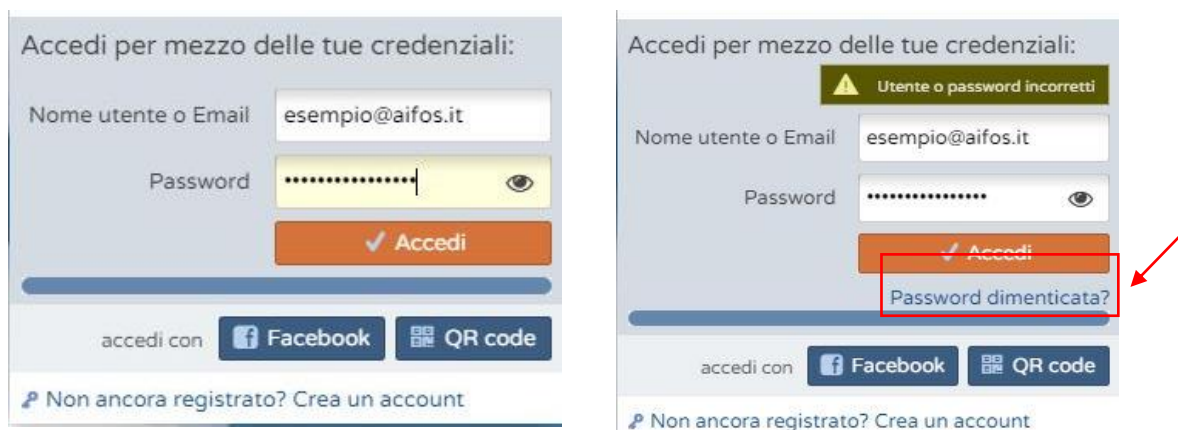 Accedi per mezzo delle tue credenziali:
Nome utente o Email
esempio@aifos.it
Password
••••••••••••••••
Accedi
accedi con
Facebook
QR code
Non ancora registrato? Crea un account
Accedi per mezzo delle tue credenziali:
Utente o password incorretti
Nome utente o Email
esempio@aifos.it
Password
••••••••••••••••
Accedi
Password dimenticata?
accedi con
Facebook
QR code
Non ancora registrato? Crea un account